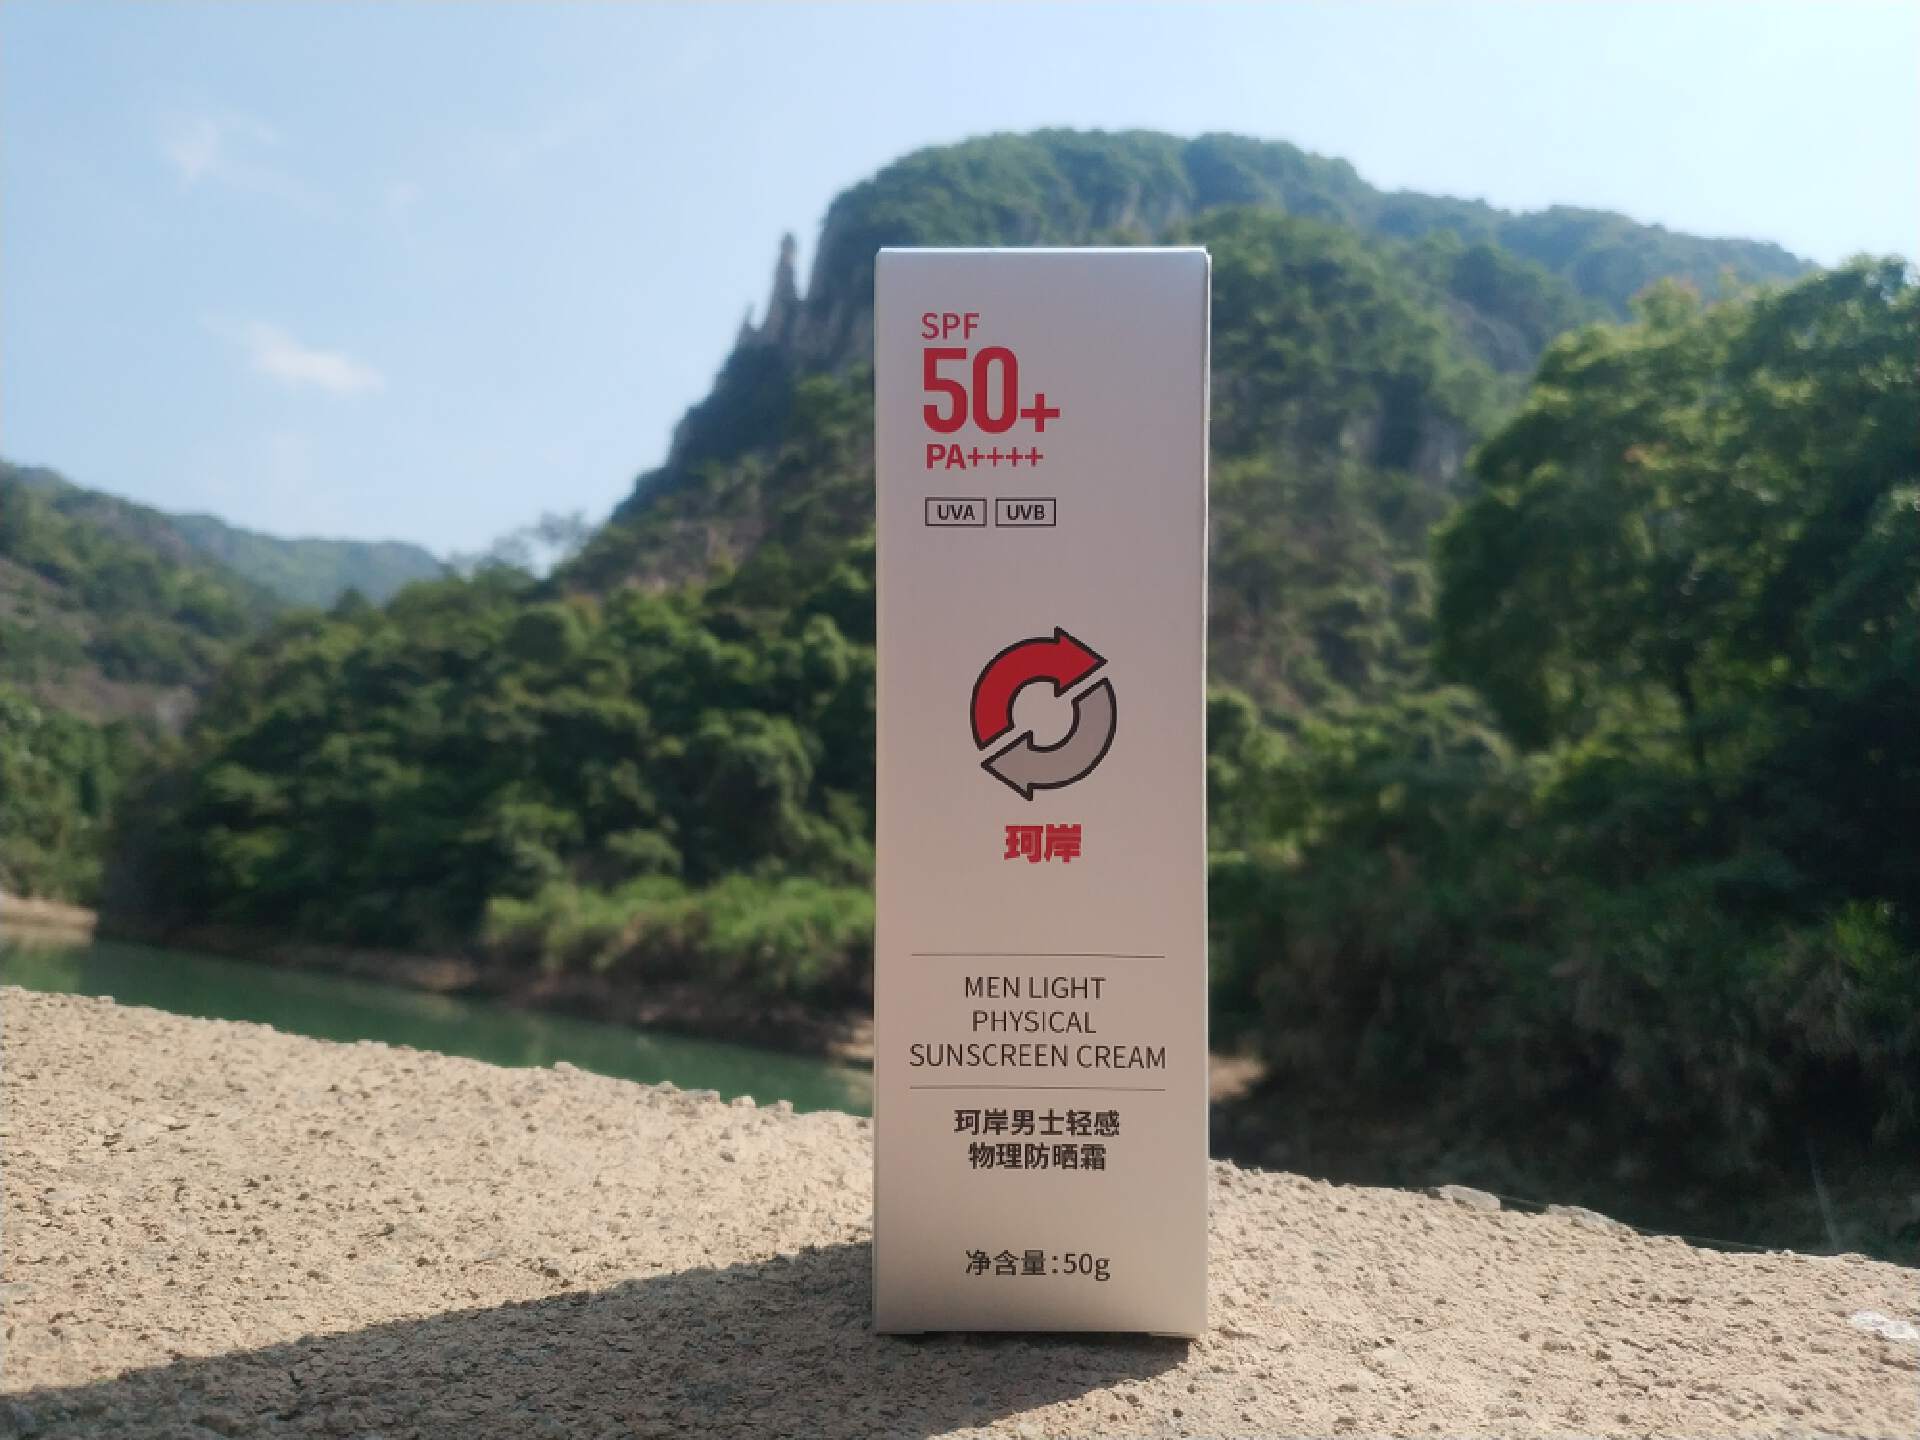 SPF
50+
PA++++
UVA UVB
珂岸
MEN LIGHT
PHYSICAL
SUNSCREEN CREAM
珂岸男士轻感
物理防晒霜
净含量:50g